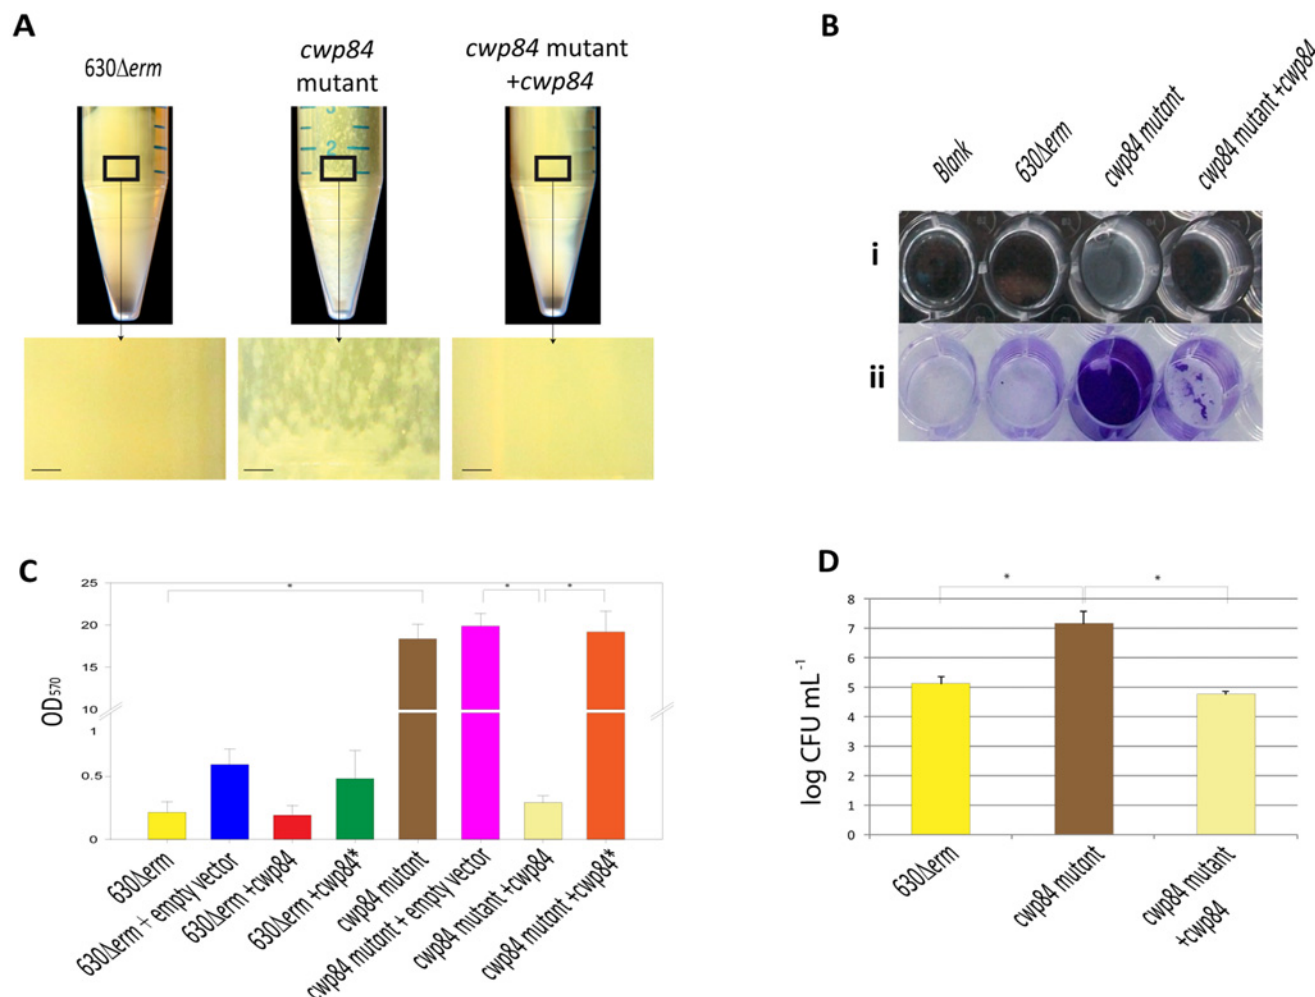 A
630Δerm
cwp84
mutant
cwp84 mutant
+cwp84
3
2
B
Blank
630Δerm
cwp84 mutant
cwp84 mutant +cwp84
i
ii
C
OD570
25
20
15
10
1
0.5
0
*
*
*
630Δerm
630Δerm + empty vector
630Δerm +cwp84
630Δerm +cwp84*
cwp84 mutant
cwp84 mutant + empty vector
cwp84 mutant +cwp84
cwp84 mutant +cwp84*
D
log CFU mL⁻¹
8
7
6
5
4
3
2
1
0
*
*
630Δerm
cwp84 mutant
cwp84 mutant
+cwp84